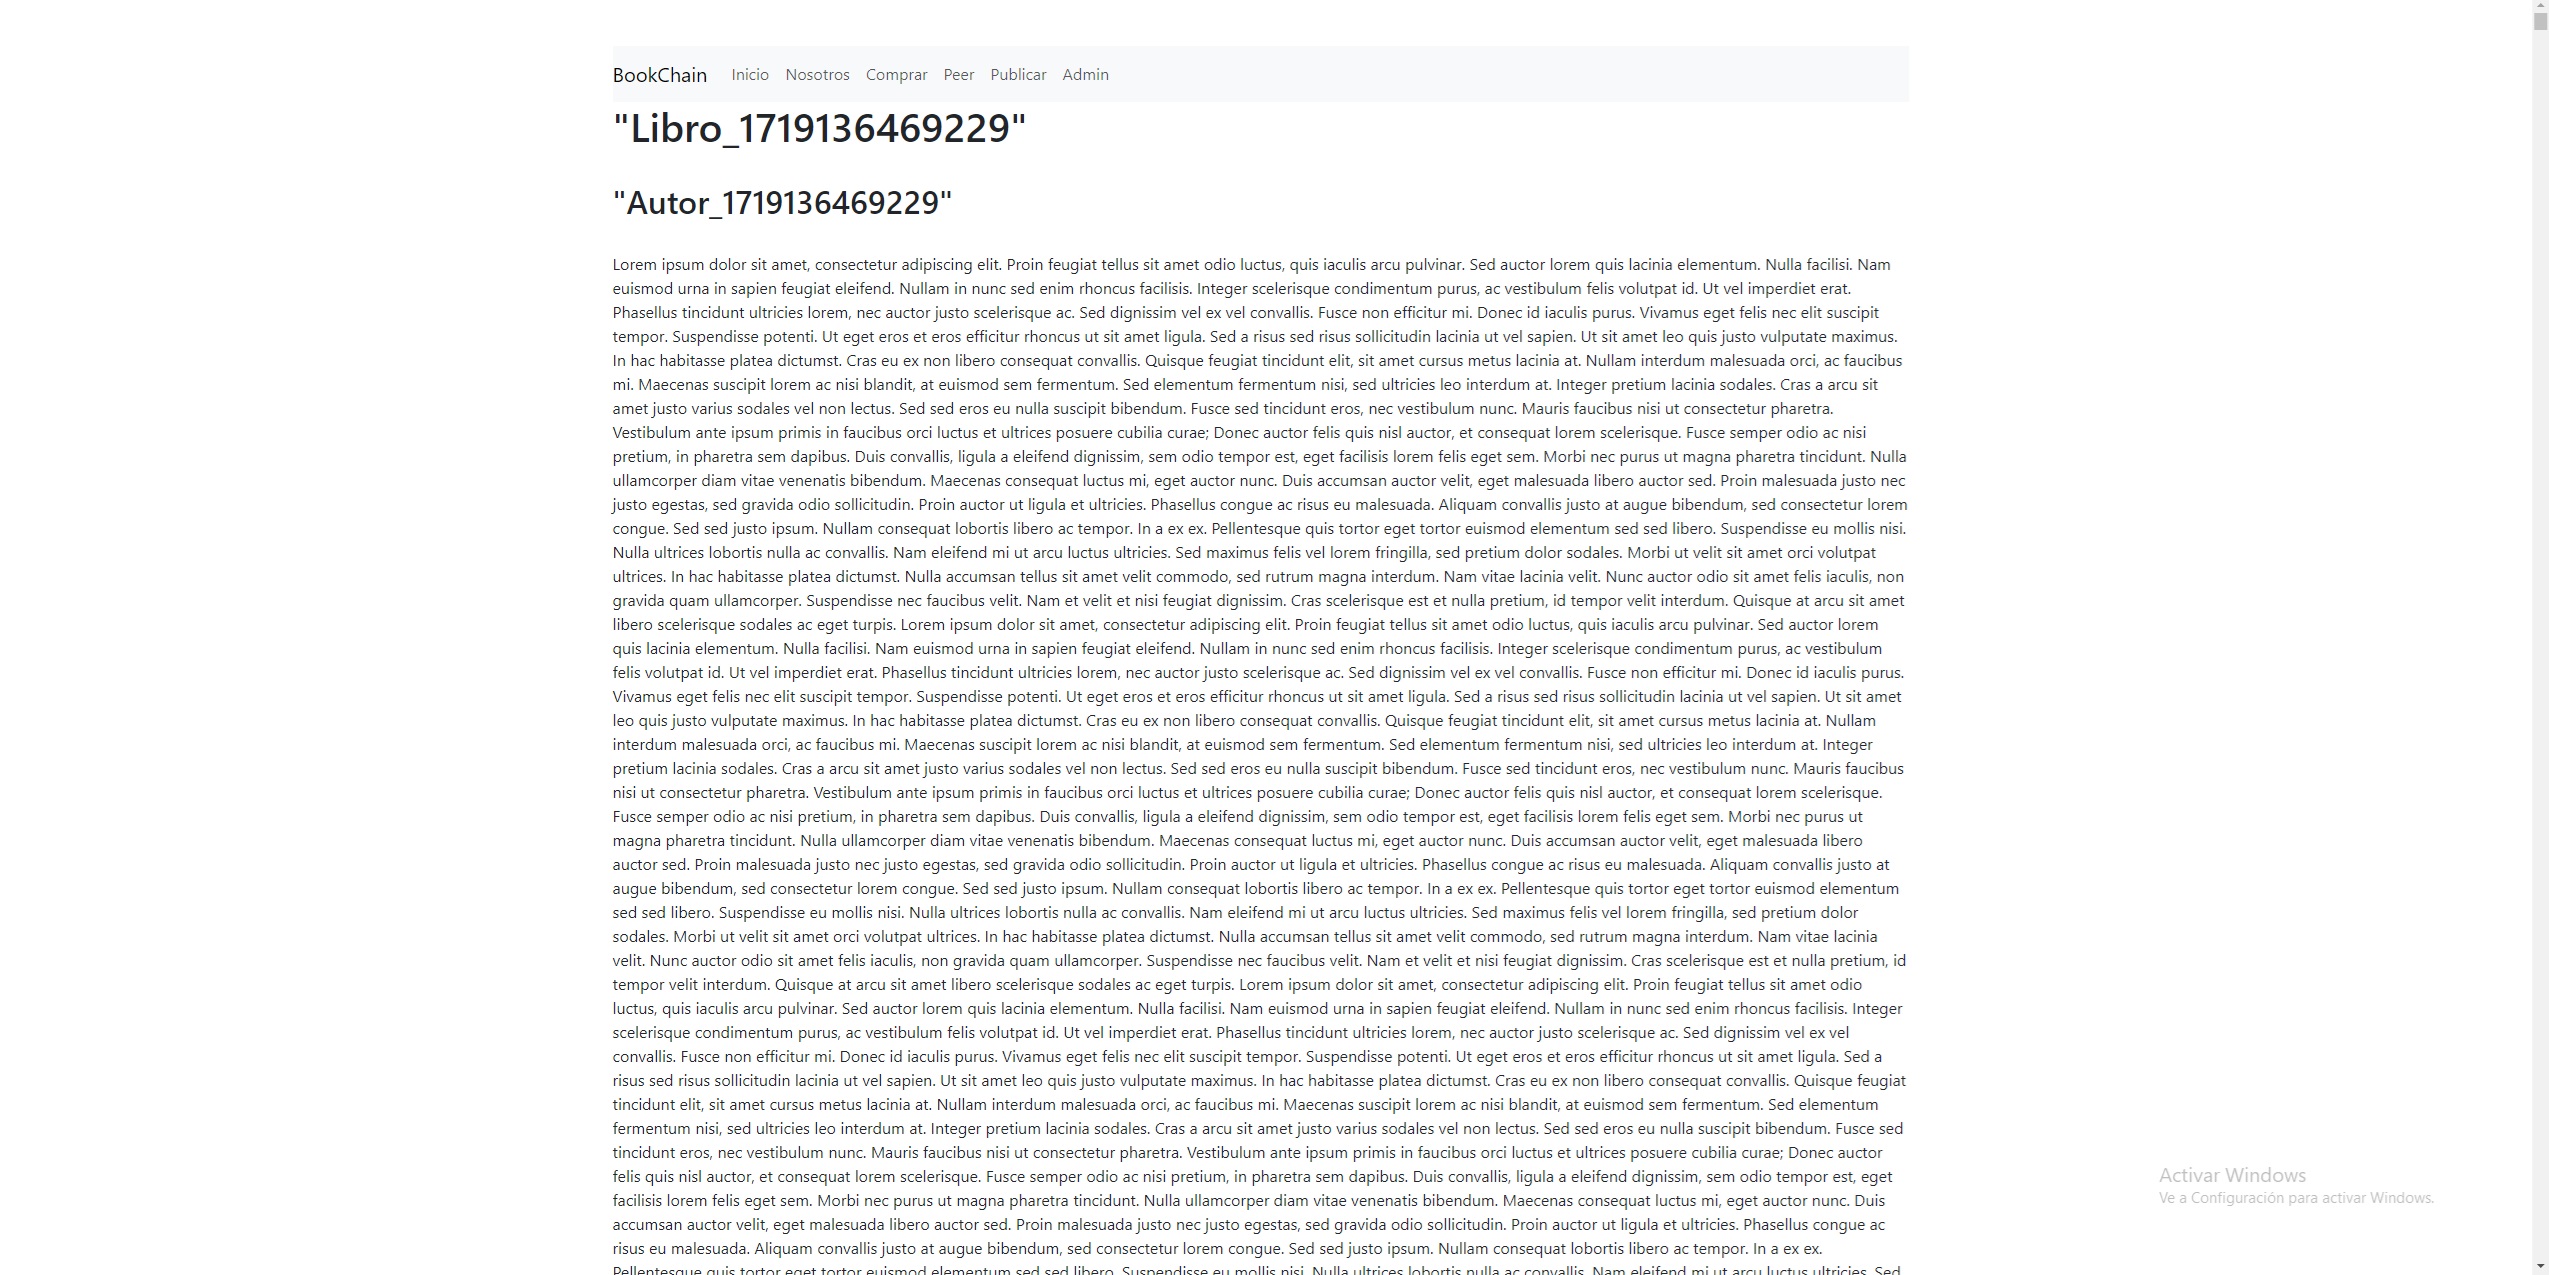 BookChain Inicio Nosotros Comprar Peer Publicar Admin
"Libro_1719136469229"
"Autor_1719136469229"
Lorem ipsum dolor sit amet, consectetur adipiscing elit. Proin feugiat tellus sit amet odio luctus, quis iaculis arcu pulvinar. Sed auctor lorem quis lacinia elementum. Nulla facilisi. Nam
euismod urna in sapien feugiat eleifend. Nullam in nunc sed enim rhoncus facilisis. Integer scelerisque condimentum purus, ac vestibulum felis volutpat id. Ut vel imperdiet erat.
Phasellus tincidunt ultricies lorem, nec auctor justo scelerisque ac. Sed dignissim vel ex vel convallis. Fusce non efficitur mi. Donec id iaculis purus. Vivamus eget felis nec elit suscipit
tempor. Suspendisse potenti. Ut eget eros et eros efficitur rhoncus ut sit amet ligula. Sed a risus sed risus sollicitudin lacinia ut vel sapien. Ut sit amet leo quis justo vulputate maximus.
In hac habitasse platea dictumst. Cras eu ex non libero consequat convallis. Quisque feugiat tincidunt elit, sit amet cursus metus lacinia at. Nullam interdum malesuada orci, ac faucibus
mi. Maecenas suscipit lorem ac nisi blandit, at euismod sem fermentum. Sed elementum fermentum nisi, sed ultricies leo interdum at. Integer pretium lacinia sodales. Cras a arcu sit
amet justo varius sodales vel non lectus. Sed sed eros eu nulla suscipit bibendum. Fusce sed tincidunt eros, nec vestibulum nunc. Mauris faucibus nisi ut consectetur pharetra.
Vestibulum ante ipsum primis in faucibus orci luctus et ultrices posuere cubilia curae; Donec auctor felis quis nisl auctor, et consequat lorem scelerisque. Fusce semper odio ac nisi
pretium, in pharetra sem dapibus. Duis convallis, ligula a eleifend dignissim, sem odio tempor est, eget facilisis lorem felis eget sem. Morbi nec purus ut magna pharetra tincidunt. Nulla
ullamcorper diam vitae venenatis bibendum. Maecenas consequat luctus mi, eget auctor nunc. Duis accumsan auctor velit, eget malesuada libero auctor sed. Proin malesuada justo nec
justo egestas, sed gravida odio sollicitudin. Proin auctor ut ligula et ultricies. Phasellus congue ac risus eu malesuada. Aliquam convallis justo at augue bibendum, sed consectetur lorem
congue. Sed sed justo ipsum. Nullam consequat lobortis libero ac tempor. In a ex ex. Pellentesque quis tortor eget tortor euismod elementum sed sed libero. Suspendisse eu mollis nisi.
Nulla ultrices lobortis nulla ac convallis. Nam eleifend mi ut arcu luctus ultricies. Sed maximus felis vel lorem fringilla, sed pretium dolor sodales. Morbi ut velit sit amet orci volutpat
ultrices. In hac habitasse platea dictumst. Nulla accumsan tellus sit amet velit commodo, sed rutrum magna interdum. Nam vitae lacinia velit. Nunc auctor odio sit amet felis iaculis, non
gravida quam ullamcorper. Suspendisse nec faucibus velit. Nam et velit et nisi feugiat dignissim. Cras scelerisque est et nulla pretium, id tempor velit interdum. Quisque at arcu sit amet
libero scelerisque sodales ac eget turpis. Lorem ipsum dolor sit amet, consectetur adipiscing elit. Proin feugiat tellus sit amet odio luctus, quis iaculis arcu pulvinar. Sed auctor lorem
quis lacinia elementum. Nulla facilisi. Nam euismod urna in sapien feugiat eleifend. Nullam in nunc sed enim rhoncus facilisis. Integer scelerisque condimentum purus, ac vestibulum
felis volutpat id. Ut vel imperdiet erat. Phasellus tincidunt ultricies lorem, nec auctor justo scelerisque ac. Sed dignissim vel ex vel convallis. Fusce non efficitur mi. Donec id iaculis purus.
Vivamus eget felis nec elit suscipit tempor. Suspendisse potenti. Ut eget eros et eros efficitur rhoncus ut sit amet ligula. Sed a risus sed risus sollicitudin lacinia ut vel sapien. Ut sit amet
leo quis justo vulputate maximus. In hac habitasse platea dictumst. Cras eu ex non libero consequat convallis. Quisque feugiat tincidunt elit, sit amet cursus metus lacinia at. Nullam
interdum malesuada orci, ac faucibus mi. Maecenas suscipit lorem ac nisi blandit, at euismod sem fermentum. Sed elementum fermentum nisi, sed ultricies leo interdum at. Integer
pretium lacinia sodales. Cras a arcu sit amet justo varius sodales vel non lectus. Sed sed eros eu nulla suscipit bibendum. Fusce sed tincidunt eros, nec vestibulum nunc. Mauris faucibus
nisi ut consectetur pharetra. Vestibulum ante ipsum primis in faucibus orci luctus et ultrices posuere cubilia curae; Donec auctor felis quis nisl auctor, et consequat lorem scelerisque.
Fusce semper odio ac nisi pretium, in pharetra sem dapibus. Duis convallis, ligula a eleifend dignissim, sem odio tempor est, eget facilisis lorem felis eget sem. Morbi nec purus ut
magna pharetra tincidunt. Nulla ullamcorper diam vitae venenatis bibendum. Maecenas consequat luctus mi, eget auctor nunc. Duis accumsan auctor velit, eget malesuada libero
auctor sed. Proin malesuada justo nec justo egestas, sed gravida odio sollicitudin. Proin auctor ut ligula et ultricies. Phasellus congue ac risus eu malesuada. Aliquam convallis justo at
augue bibendum, sed consectetur lorem congue. Sed sed justo ipsum. Nullam consequat lobortis libero ac tempor. In a ex ex. Pellentesque quis tortor eget tortor euismod elementum
sed sed libero. Suspendisse eu mollis nisi. Nulla ultrices lobortis nulla ac convallis. Nam eleifend mi ut arcu luctus ultricies. Sed maximus felis vel lorem fringilla, sed pretium dolor
sodales. Morbi ut velit sit amet orci volutpat ultrices. In hac habitasse platea dictumst. Nulla accumsan tellus sit amet velit commodo, sed rutrum magna interdum. Nam vitae lacinia
velit. Nunc auctor odio sit amet felis iaculis, non gravida quam ullamcorper. Suspendisse nec faucibus velit. Nam et velit et nisi feugiat dignissim. Cras scelerisque est et nulla pretium, id
tempor velit interdum. Quisque at arcu sit amet libero scelerisque sodales ac eget turpis. Lorem ipsum dolor sit amet, consectetur adipiscing elit. Proin feugiat tellus sit amet odio
luctus, quis iaculis arcu pulvinar. Sed auctor lorem quis lacinia elementum. Nulla facilisi. Nam euismod urna in sapien feugiat eleifend. Nullam in nunc sed enim rhoncus facilisis. Integer
scelerisque condimentum purus, ac vestibulum felis volutpat id. Ut vel imperdiet erat. Phasellus tincidunt ultricies lorem, nec auctor justo scelerisque ac. Sed dignissim vel ex vel
convallis. Fusce non efficitur mi. Donec id iaculis purus. Vivamus eget felis nec elit suscipit tempor. Suspendisse potenti. Ut eget eros et eros efficitur rhoncus ut sit amet ligula. Sed a
risus sed risus sollicitudin lacinia ut vel sapien. Ut sit amet leo quis justo vulputate maximus. In hac habitasse platea dictumst. Cras eu ex non libero consequat convallis. Quisque feugiat
tincidunt elit, sit amet cursus metus lacinia at. Nullam interdum malesuada orci, ac faucibus mi. Maecenas suscipit lorem ac nisi blandit, at euismod sem fermentum. Sed elementum
fermentum nisi, sed ultricies leo interdum at. Integer pretium lacinia sodales. Cras a arcu sit amet justo varius sodales vel non lectus. Sed sed eros eu nulla suscipit bibendum. Fusce sed
tincidunt eros, nec vestibulum nunc. Mauris faucibus nisi ut consectetur pharetra. Vestibulum ante ipsum primis in faucibus orci luctus et ultrices posuere cubilia curae; Donec auctor
felis quis nisl auctor, et consequat lorem scelerisque. Fusce semper odio ac nisi pretium, in pharetra sem dapibus. Duis convallis, ligula a eleifend dignissim, sem odio tempor est, eget
facilisis lorem felis eget sem. Morbi nec purus ut magna pharetra tincidunt. Nulla ullamcorper diam vitae venenatis bibendum. Maecenas consequat luctus mi, eget auctor nunc. Duis
accumsan auctor velit, eget malesuada libero auctor sed. Proin malesuada justo nec justo egestas, sed gravida odio sollicitudin. Proin auctor ut ligula et ultricies. Phasellus congue ac
risus eu malesuada. Aliquam convallis justo at augue bibendum, sed consectetur lorem congue. Sed sed justo ipsum. Nullam consequat lobortis libero ac tempor. In a ex ex.
Pellentesque quis tortor eget tortor euismod elementum sed sed libero. Suspendisse eu mollis nisi. Nulla ultrices lobortis nulla ac convallis. Nam eleifend mi ut arcu luctus ultricies. Sed
Activar Windows
Ve a Configuración para activar Windows.